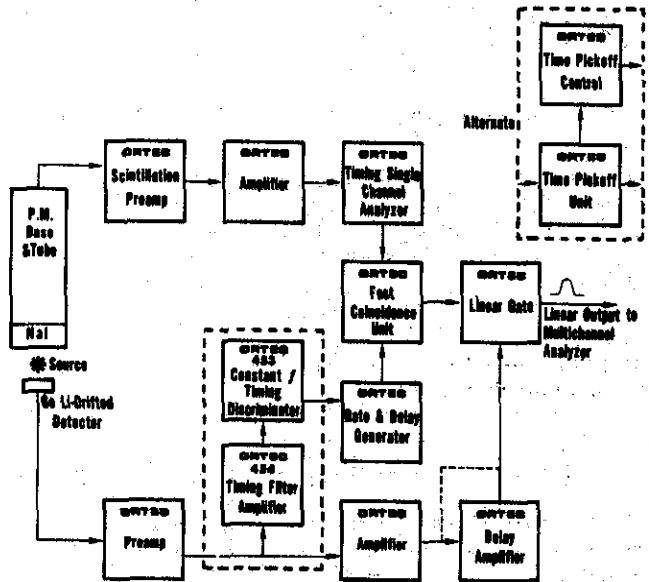 ORTEC
Time Pickoff
Control
Alternate
ORTEC
Time Pickoff
Unit
ORTEC
Scintillation
Preamp
ORTEC
Amplifier
ORTEC
Timing Single
Channel
Analyzer
P.M.
Base
&Tube
NaI
Source
Ge Li-Drifted
Detector
ORTEC
Fast
Coincidence
Unit
ORTEC
Linear Gate
Linear Output to
Multichannel
Analyzer
ORTEC
453
Constant f
Timing
Discriminator
ORTEC
Gate & Delay
Generator
ORTEC
454
Timing Filter
Amplifier
ORTEC
Preamp
ORTEC
Amplifier
ORTEC
Delay
Amplifier